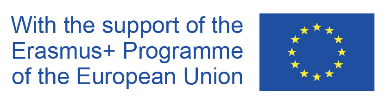 With the support of the
Erasmus+ Programme
of the European Union